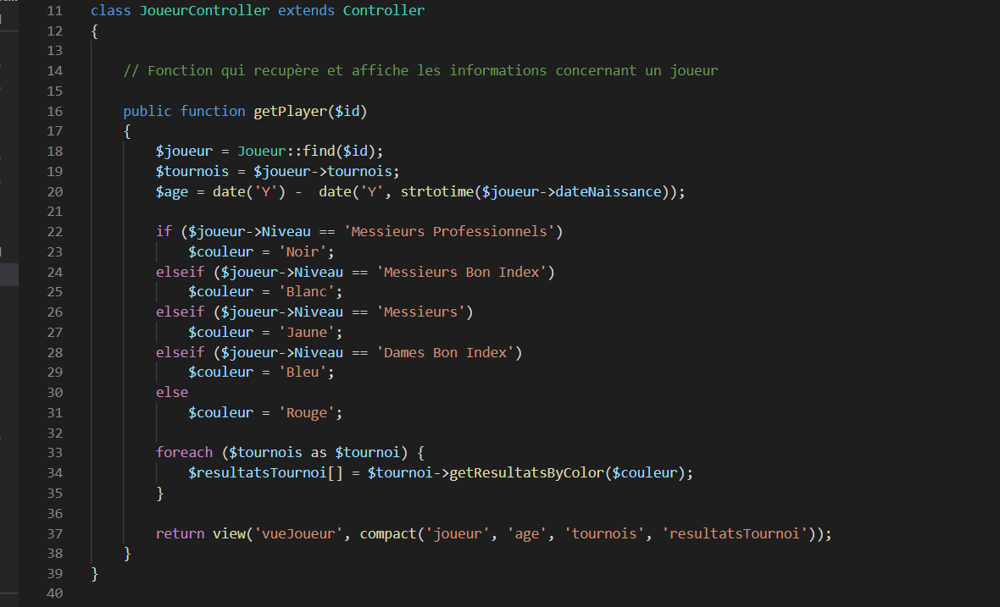 11 class JoueurController extends Controller
12 {
13
14     // Fonction qui recupère et affiche les informations concernant un joueur
15
16     public function getPlayer($id)
17     {
18         $joueur = Joueur::find($id);
19         $tournois = $joueur->tournois;
20         $age = date('Y') -  date('Y', strtotime($joueur->dateNaissance));
21
22         if ($joueur->Niveau == 'Messieurs Professionnels')
23             $couleur = 'Noir';
24         elseif ($joueur->Niveau == 'Messieurs Bon Index')
25             $couleur = 'Blanc';
26         elseif ($joueur->Niveau == 'Messieurs')
27             $couleur = 'Jaune';
28         elseif ($joueur->Niveau == 'Dames Bon Index')
29             $couleur = 'Bleu';
30         else
31             $couleur = 'Rouge';
32
33         foreach ($tournois as $tournoi) {
34             $resultatsTournoi[] = $tournoi->getResultatsByColor($couleur);
35         }
36
37         return view('vueJoueur', compact('joueur', 'age', 'tournois', 'resultatsTournoi'));
38     }
39 }
40